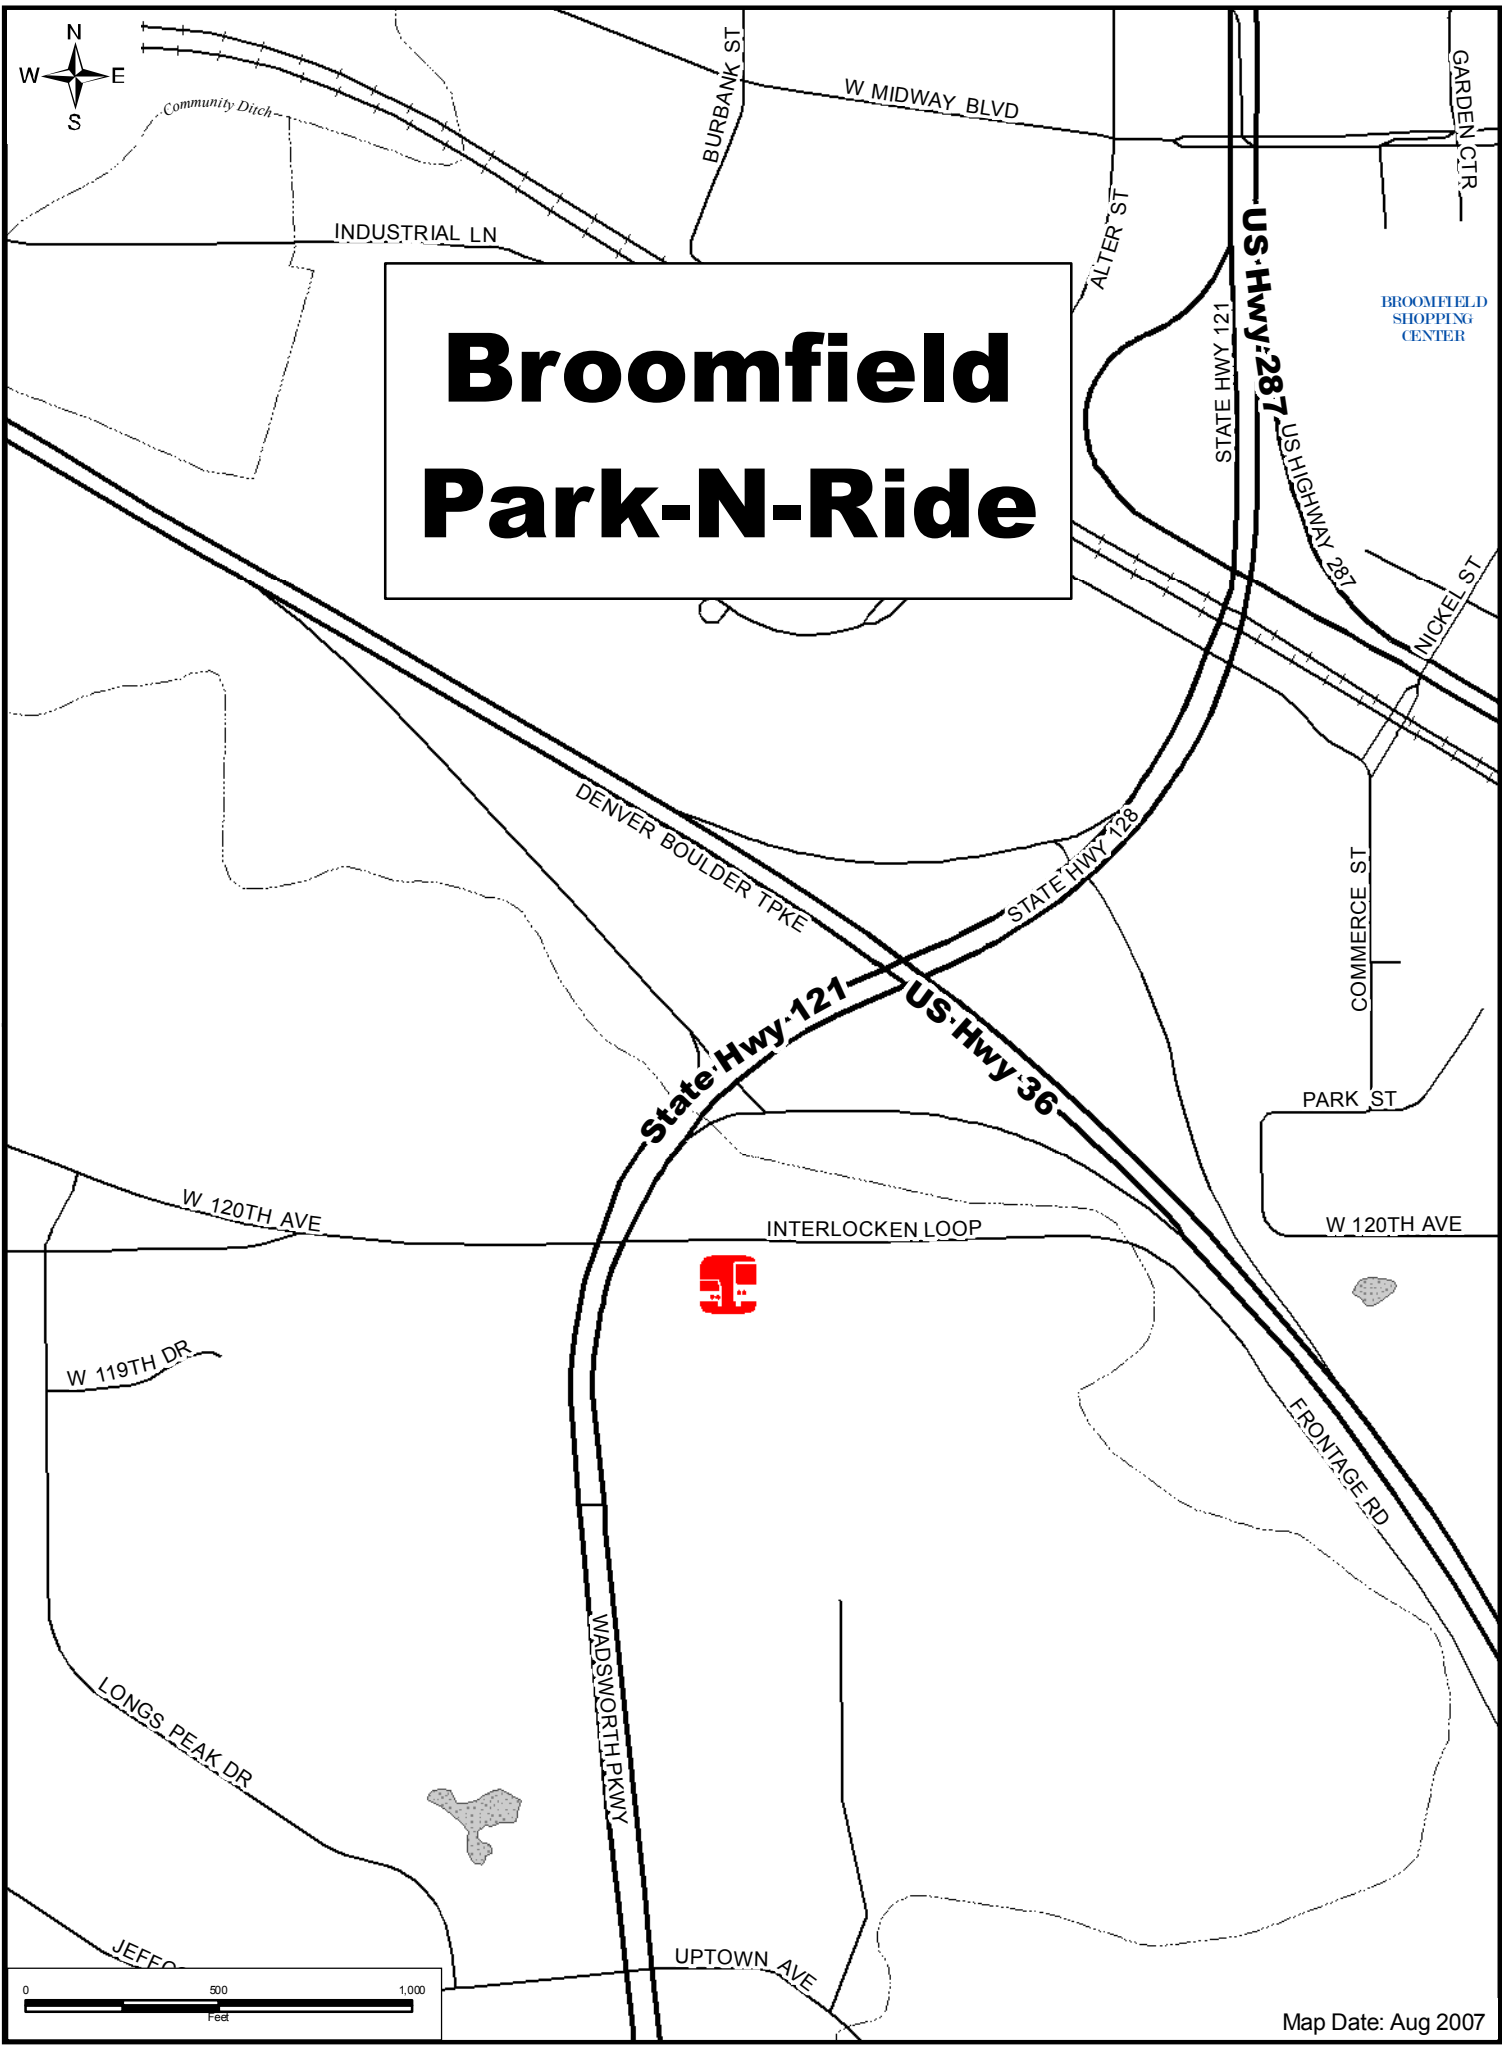 N
W E
S
Community Ditch
BURBANK ST
W MIDWAY BLVD
GARDEN CTR
INDUSTRIAL LN
ALTER ST
US Hwy 287
STATE HWY 121
BROOMFIELD
SHOPPING
CENTER
Broomfield
Park-N-Ride
US HIGHWAY 287
NICKEL ST
DENVER BOULDER TPKE
STATE HWY 128
COMMERCE ST
State Hwy 121
US Hwy 36
PARK ST
W 120TH AVE
INTERLOCKEN LOOP
W 120TH AVE
W 119TH DR
FRONTAGE RD
WADSWORTH PKWY
LONGS PEAK DR
UPTOWN AVE
0 500 1,000
Feet
Map Date: Aug 2007